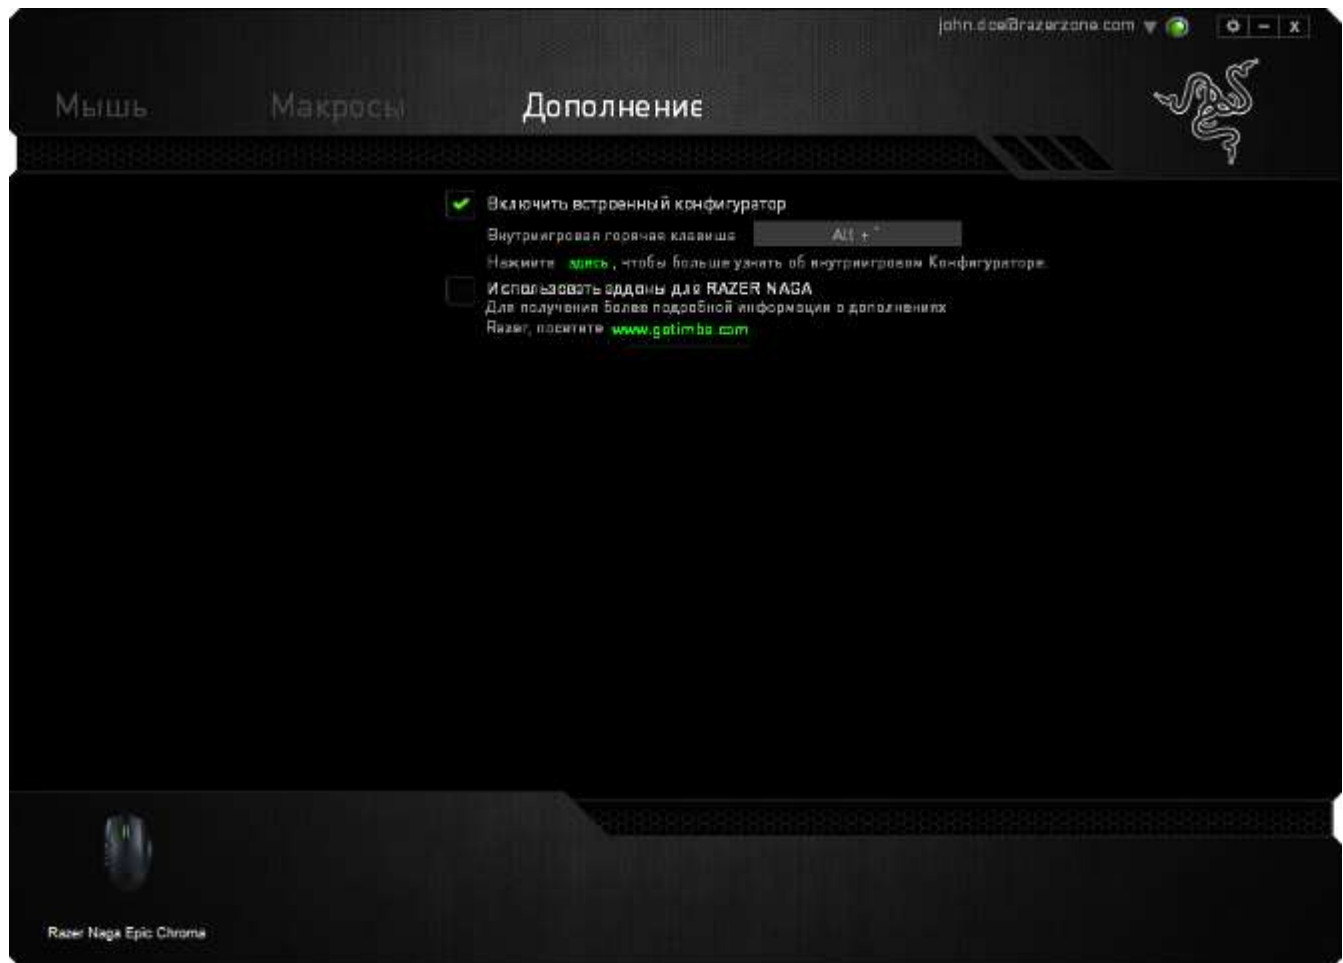 john.doe@razerzone.com
Мышь Макросы Дополнение
Включить встроенный конфигуратор
Внутриигровая горячая клавиша Alt + `
Нажмите здесь, чтобы больше узнать об внутриигровом Конфигураторе.
Использовать аддоны для RAZER NAGA
Для получения более подробной информации о дополнениях
Razer, посетите www.gotimba.com
Razer Naga Epic Chroma